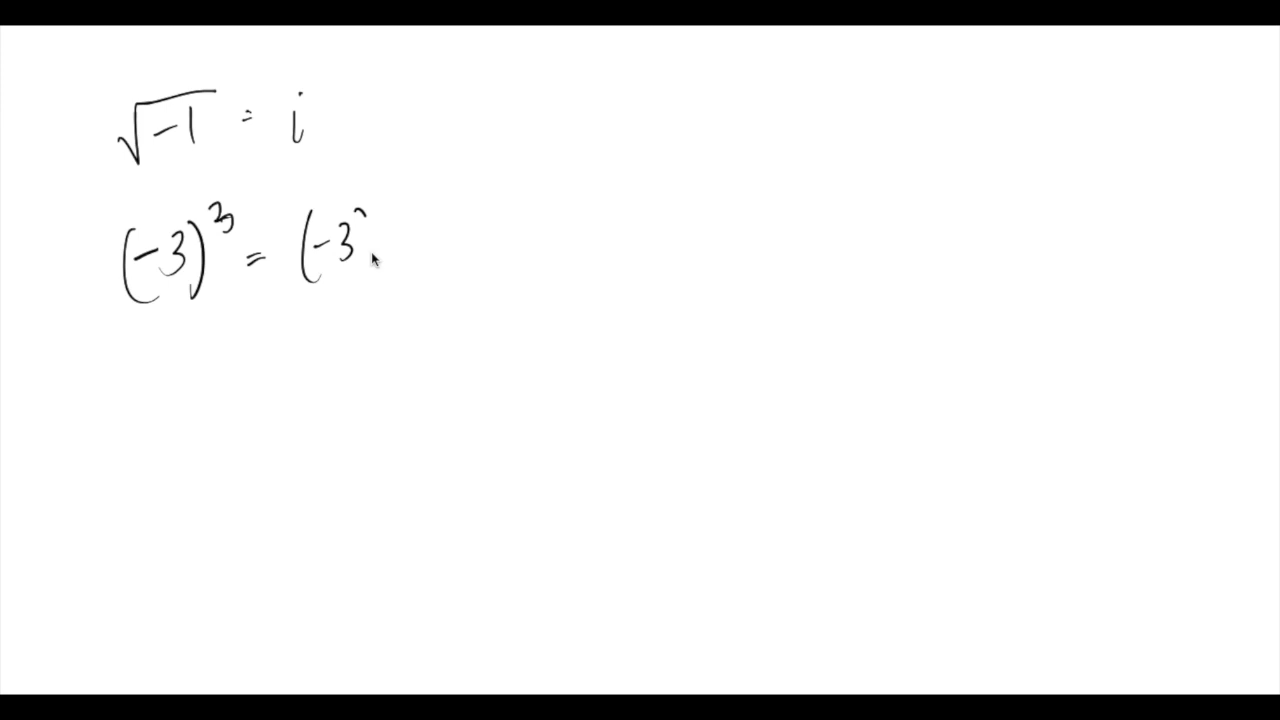 √-1 = i
(-3)³ = (-3